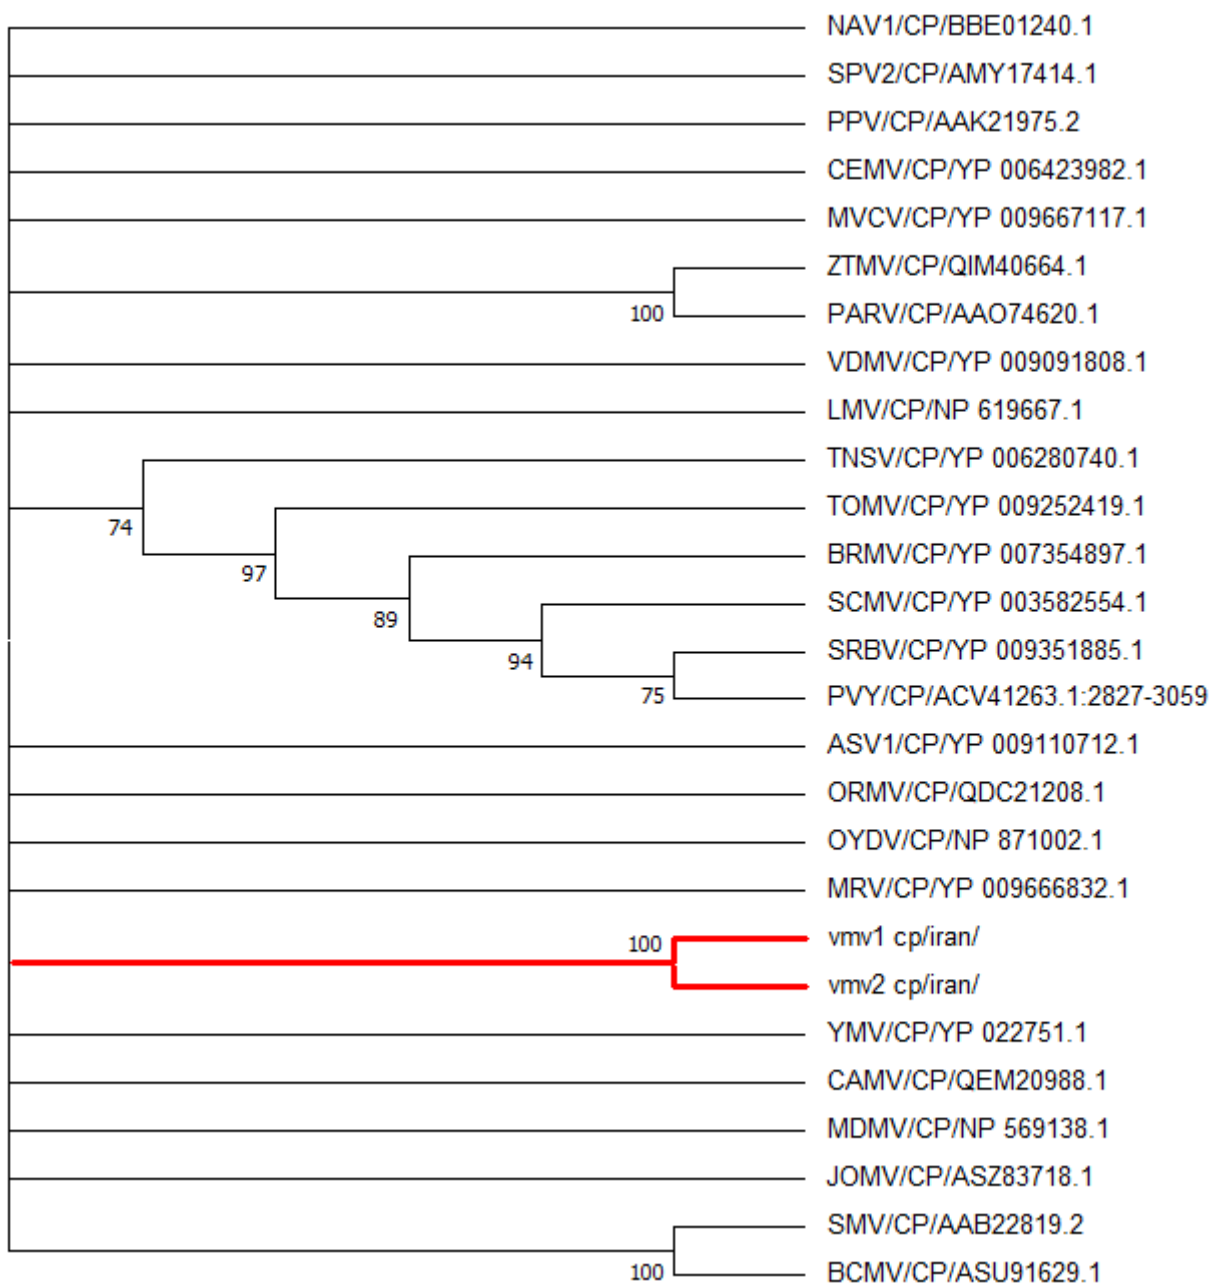 NAV1/CP/BBE01240.1
SPV2/CP/AMY17414.1
PPV/CP/AAK21975.2
CEMV/CP/YP 006423982.1
MVCV/CP/YP 009667117.1
ZTMV/CP/QIM40664.1
100
PARV/CP/AAO74620.1
VDMV/CP/YP 009091808.1
LMV/CP/NP 619667.1
TNSV/CP/YP 006280740.1
74
TOMV/CP/YP 009252419.1
97
BRMV/CP/YP 007354897.1
89
SCMV/CP/YP 003582554.1
94
SRBV/CP/YP 009351885.1
75
PVY/CP/ACV41263.1:2827-3059
ASV1/CP/YP 009110712.1
ORMV/CP/QDC21208.1
OYDV/CP/NP 871002.1
MRV/CP/YP 009666832.1
100
vmv1 cp/iran/
vmv2 cp/iran/
YMV/CP/YP 022751.1
CAMV/CP/QEM20988.1
MDMV/CP/NP 569138.1
JOMV/CP/ASZ83718.1
SMV/CP/AAB22819.2
100
BCMV/CP/ASU91629.1